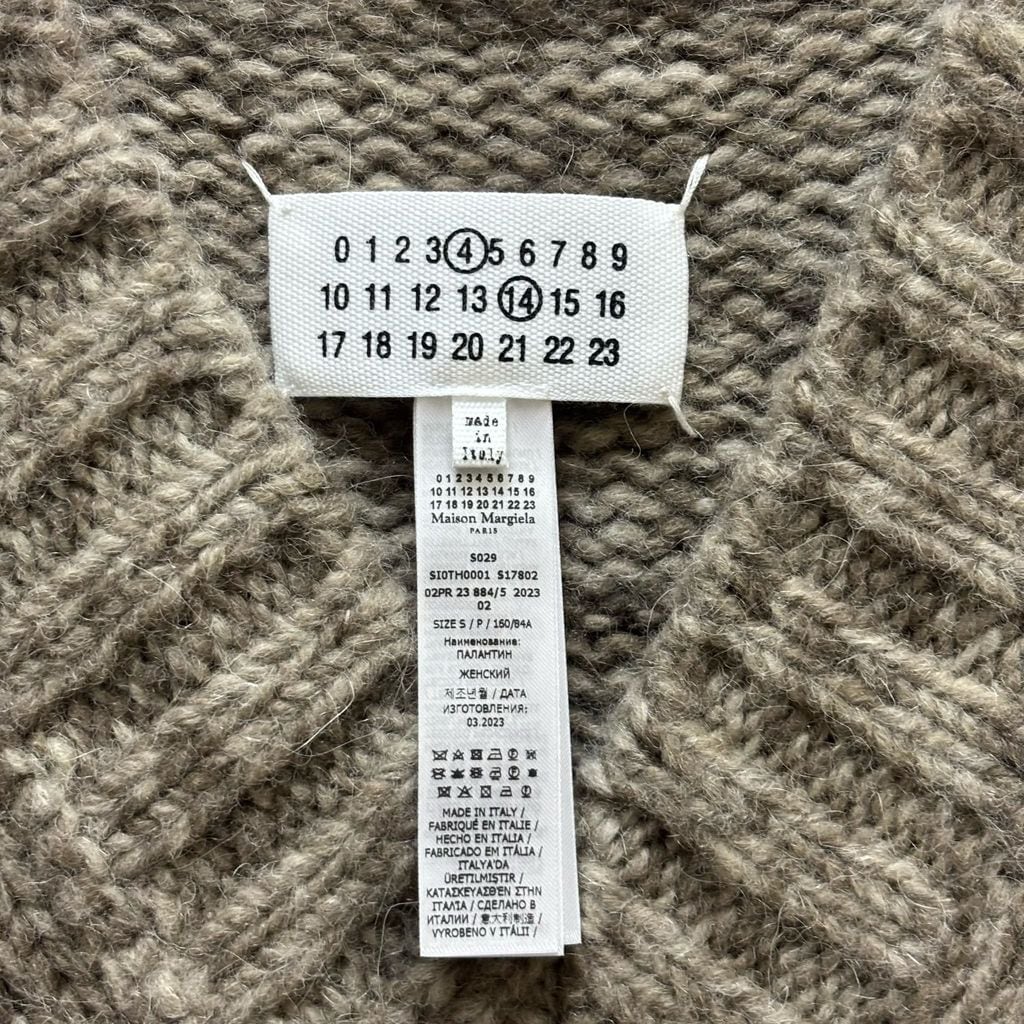 0 1 2 3 4 5 6 7 8 9
10 11 12 13 14 15 16
17 18 19 20 21 22 23
made
in
Italy
0 1 2 3 4 5 6 7 8 9
10 11 12 13 14 15 16
17 18 19 20 21 22 23
Maison Margiela
PARIS
S029
SI0TH0001 S17802
02PR 23 884/5 2023
02
SIZE S / P / 160/84A
Наименование:
ПАЛАНТИН
ЖЕНСКИЙ
제조년월 / ДАТА
ИЗГОТОВЛЕНИЯ:
03.2023
MADE IN ITALY /
FABRIQUÉ EN ITALIE /
HECHO EN ITALIA /
FABRICADO EM ITÁLIA /
ITALYA'DA
ÜRETILMIŞTIR /
ΚΑΤΑΣΚΕΥΑΣΘΕΝ ΣΤΗΝ
ΙΤΑΛΙΑ / СДЕЛАНО В
ИТАЛИИ / 意大利制造 /
VYROBENO V ITÁLII /